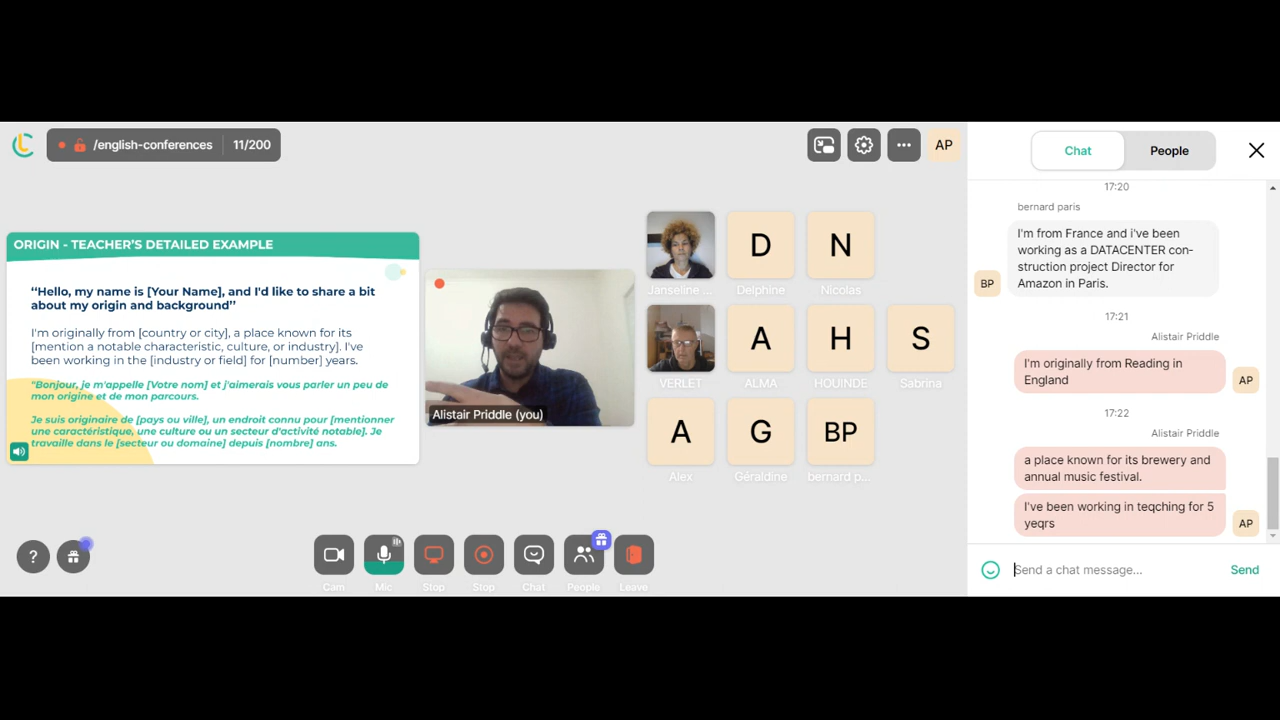 /english-conferences 11/200
AP
ORIGIN - TEACHER'S DETAILED EXAMPLE
“Hello, my name is [Your Name], and I'd like to share a bit
about my origin and background”
I'm originally from [country or city], a place known for its
[mention a notable characteristic, culture, or industry]. I've
been working in the [industry or field] for [number] years.
"Bonjour, je m'appelle [Votre nom] et j'aimerais vous parler un peu de
mon origine et de mon parcours.
Je suis originaire de [pays ou ville], un endroit connu pour [mentionner
une caractéristique, une culture ou un secteur d'activité notable]. Je
travaille dans le [secteur ou domaine] depuis [nombre] ans.
Alistair Priddle (you)
D N
Janseline ... Delphine Nicolas
A H S
VERLET ALMA HOUINDE Sabrina
A G BP
Alex Géraldine bernard p...
?
Cam Mic Stop Stop Chat People Leave
Chat People
17:20
bernard paris
I'm from France and i've been
working as a DATACENTER con-
struction project Director for
Amazon in Paris.
BP
17:21
Alistair Priddle
I'm originally from Reading in
England
AP
17:22
Alistair Priddle
a place known for its brewery and
annual music festival.
I've been working in teqching for 5
yeqrs
AP
Send a chat message... Send